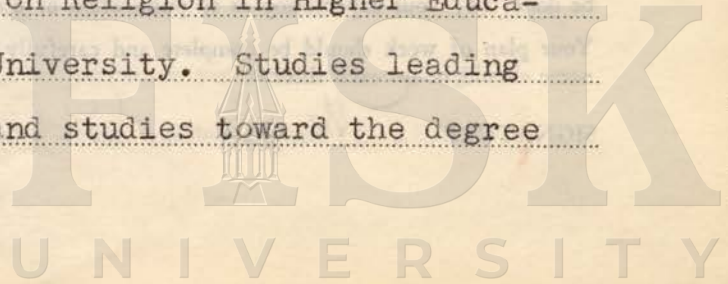 on Religion in Higher Educa-
University. Studies leading
and studies toward the degree
FISK
UNIVERSITY